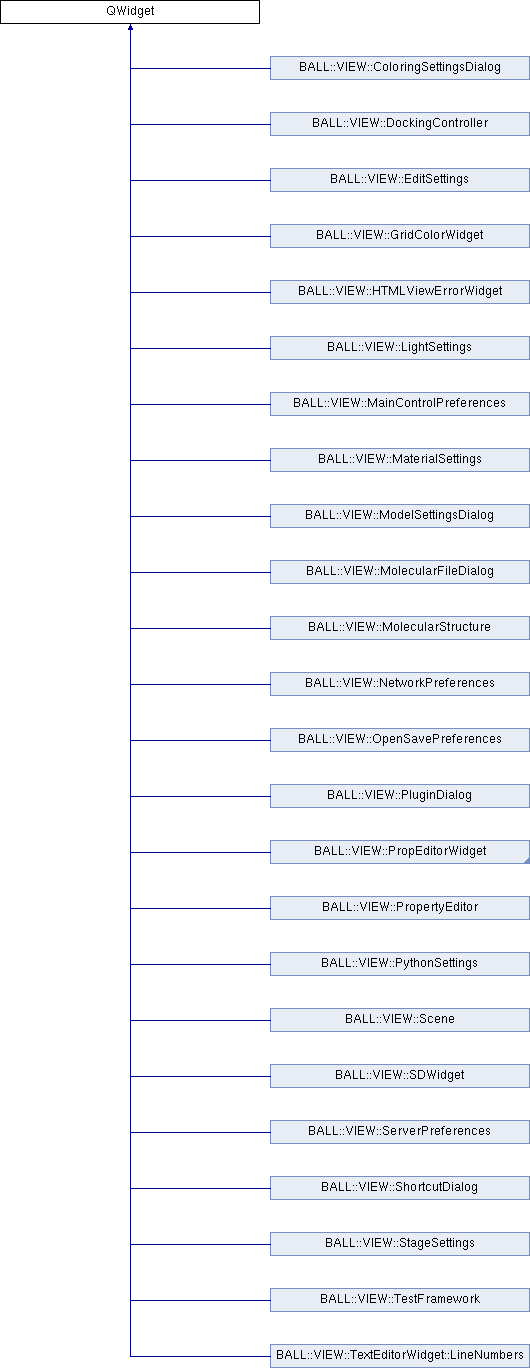 QWidget
BALL::VIEW::ColoringSettingsDialog
BALL::VIEW::DockingController
BALL::VIEW::EditSettings
BALL::VIEW::GridColorWidget
BALL::VIEW::HTMLViewErrorWidget
BALL::VIEW::LightSettings
BALL::VIEW::MainControlPreferences
BALL::VIEW::MaterialSettings
BALL::VIEW::ModelSettingsDialog
BALL::VIEW::MolecularFileDialog
BALL::VIEW::MolecularStructure
BALL::VIEW::NetworkPreferences
BALL::VIEW::OpenSavePreferences
BALL::VIEW::PluginDialog
BALL::VIEW::PropEditorWidget
BALL::VIEW::PropertyEditor
BALL::VIEW::PythonSettings
BALL::VIEW::Scene
BALL::VIEW::SDWidget
BALL::VIEW::ServerPreferences
BALL::VIEW::ShortcutDialog
BALL::VIEW::StageSettings
BALL::VIEW::TestFramework
BALL::VIEW::TextEditorWidget::LineNumbers